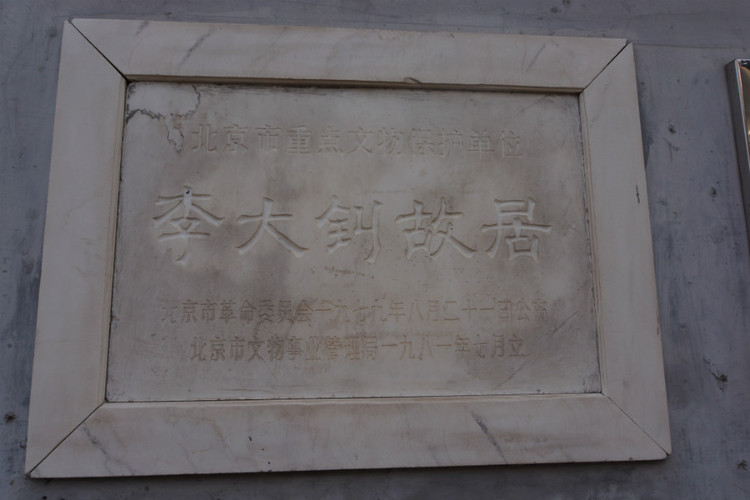 北京市重点文物保护单位
李大钊故居
北京市革命委员会一九七九年八月二十一日公布
北京市文物事业管理局一九八一年七月立